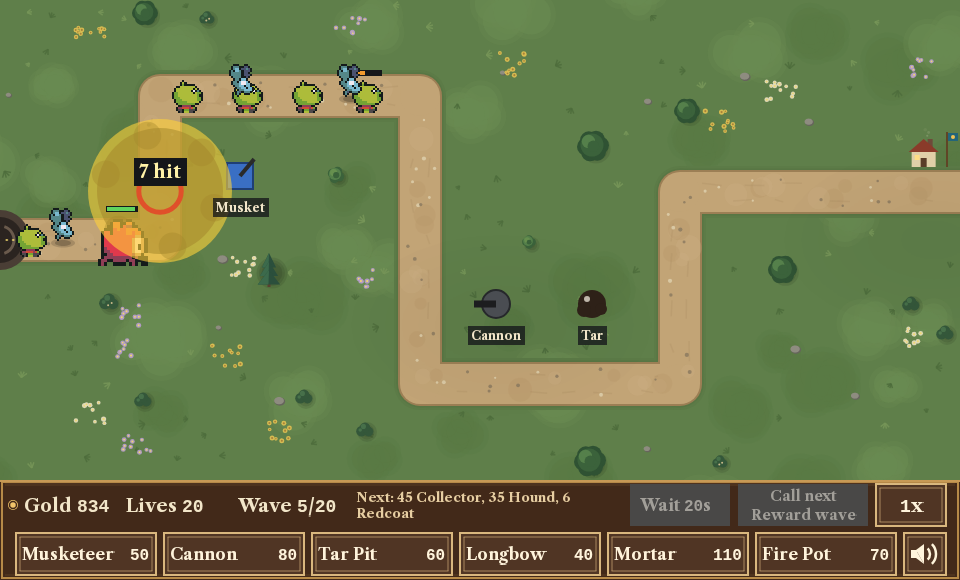 7 hit
Musket
Cannon
Tar
Gold 834 Lives 20 Wave 5/20
Next: 45 Collector, 35 Hound, 6
Redcoat
Wait 20s
Call next
Reward wave
1x
Musketeer 50
Cannon 80
Tar Pit 60
Longbow 40
Mortar 110
Fire Pot 70